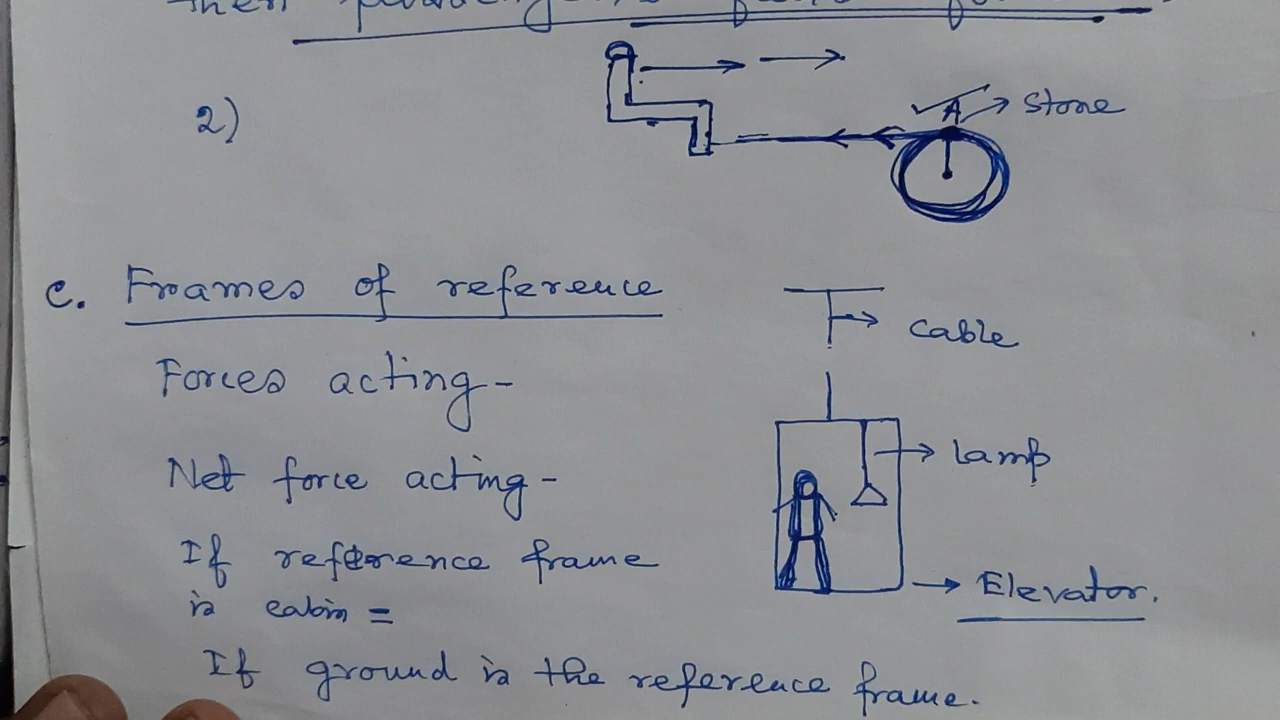 then
2)
A
stone
c. Frames of reference
cable
Forces acting-
lamp
Net force acting-
If reference frame
is cabin =
Elevator.
If ground is the reference frame.